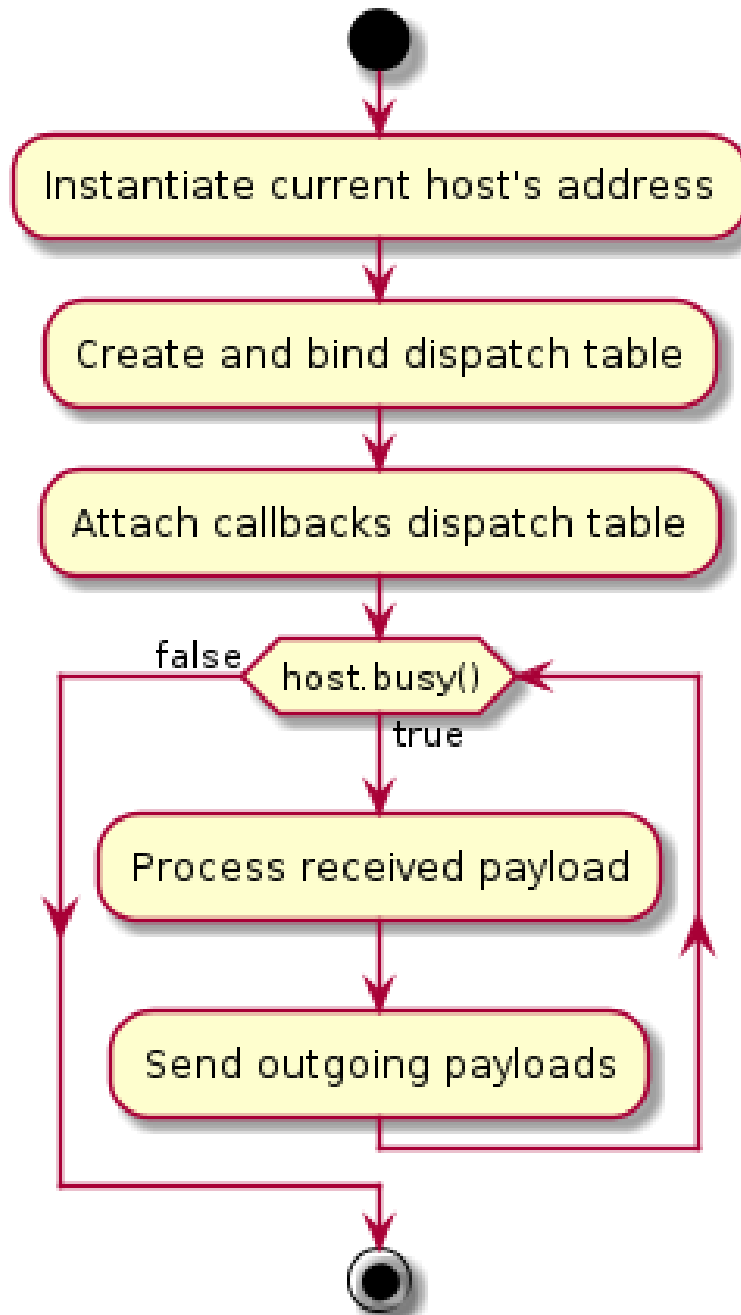 Instantiate current host's address
Create and bind dispatch table
Attach callbacks dispatch table
false
host.busy()
true
Process received payload
Send outgoing payloads